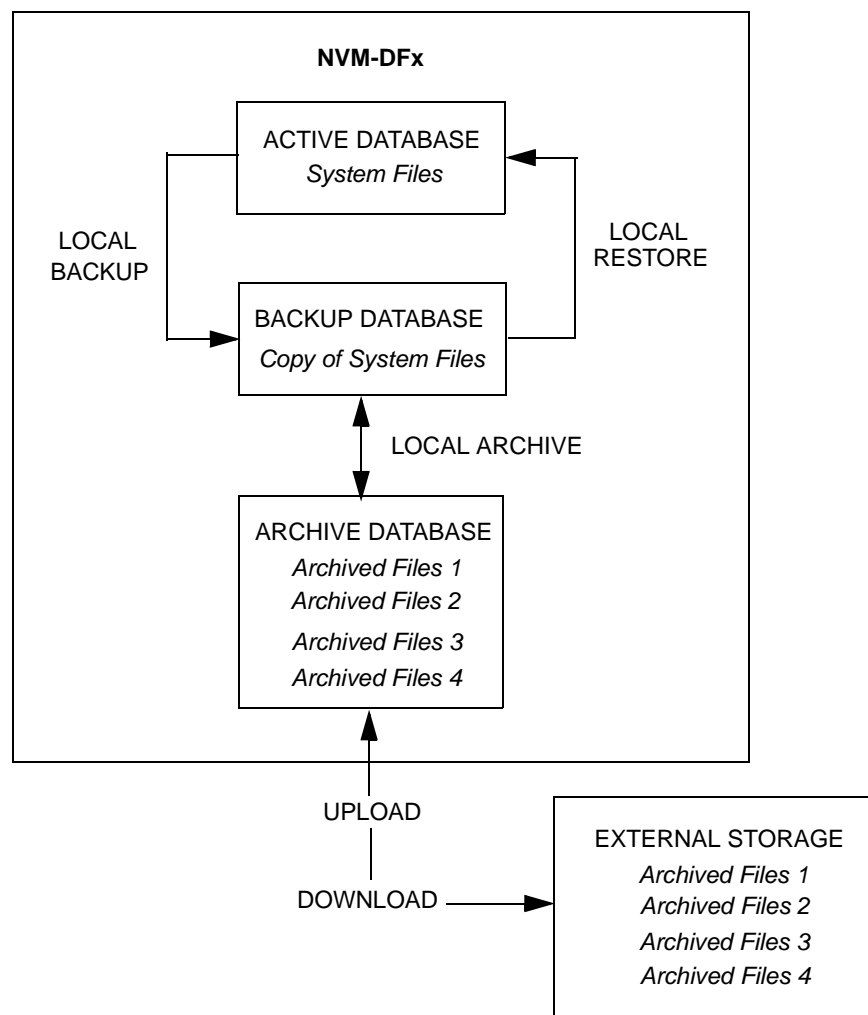 NVM-DFx
ACTIVE DATABASE
System Files
LOCAL
BACKUP
LOCAL
RESTORE
BACKUP DATABASE
Copy of System Files
LOCAL ARCHIVE
ARCHIVE DATABASE
Archived Files 1
Archived Files 2
Archived Files 3
Archived Files 4
UPLOAD
DOWNLOAD
EXTERNAL STORAGE
Archived Files 1
Archived Files 2
Archived Files 3
Archived Files 4